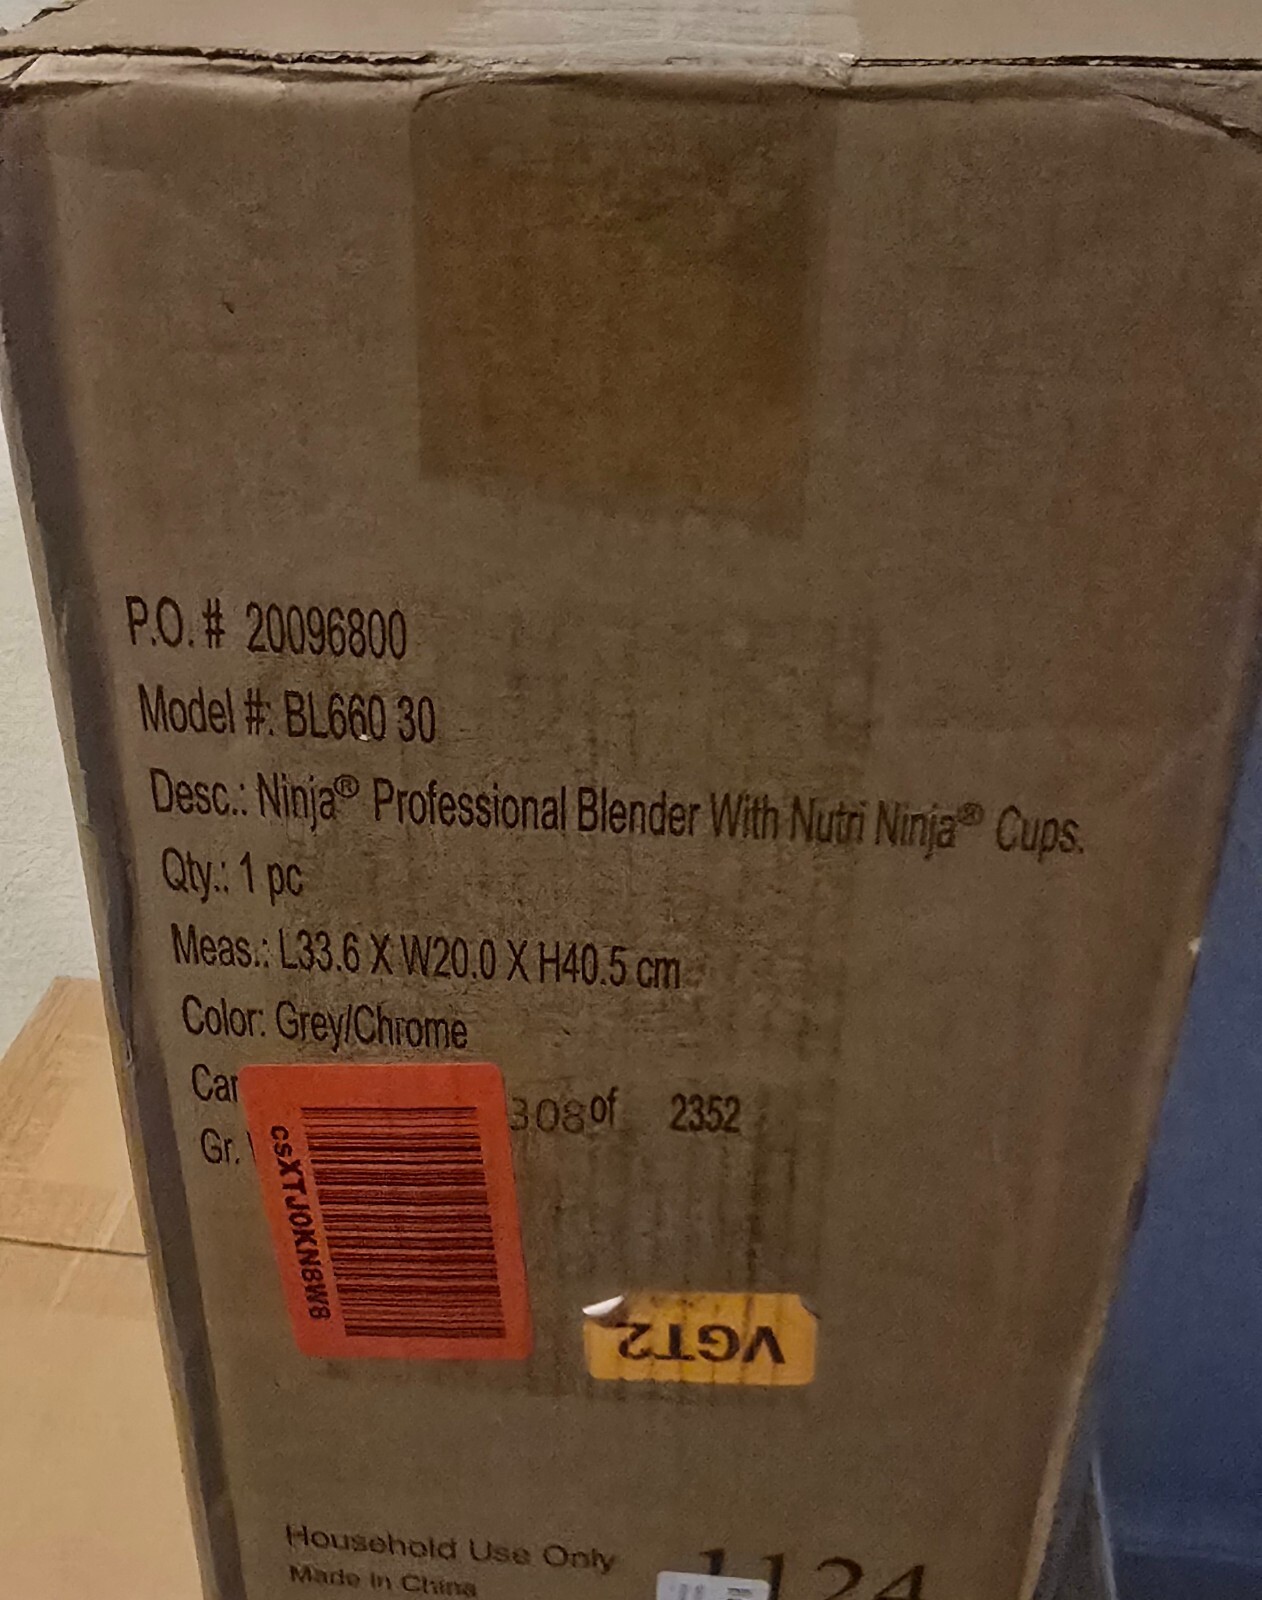 P.O. # 20096800
Model #: BL660 30
Desc.: Ninja® Professional Blender With Nutri Ninja® Cups.
Qty.: 1 pc
Meas.: L33.6 X W20.0 X H40.5 cm
Color: Grey/Chrome
Car 308of 2352
Gr.
csXTJ0KN8W8
VGT2
Household Use Only
Made in China
1124